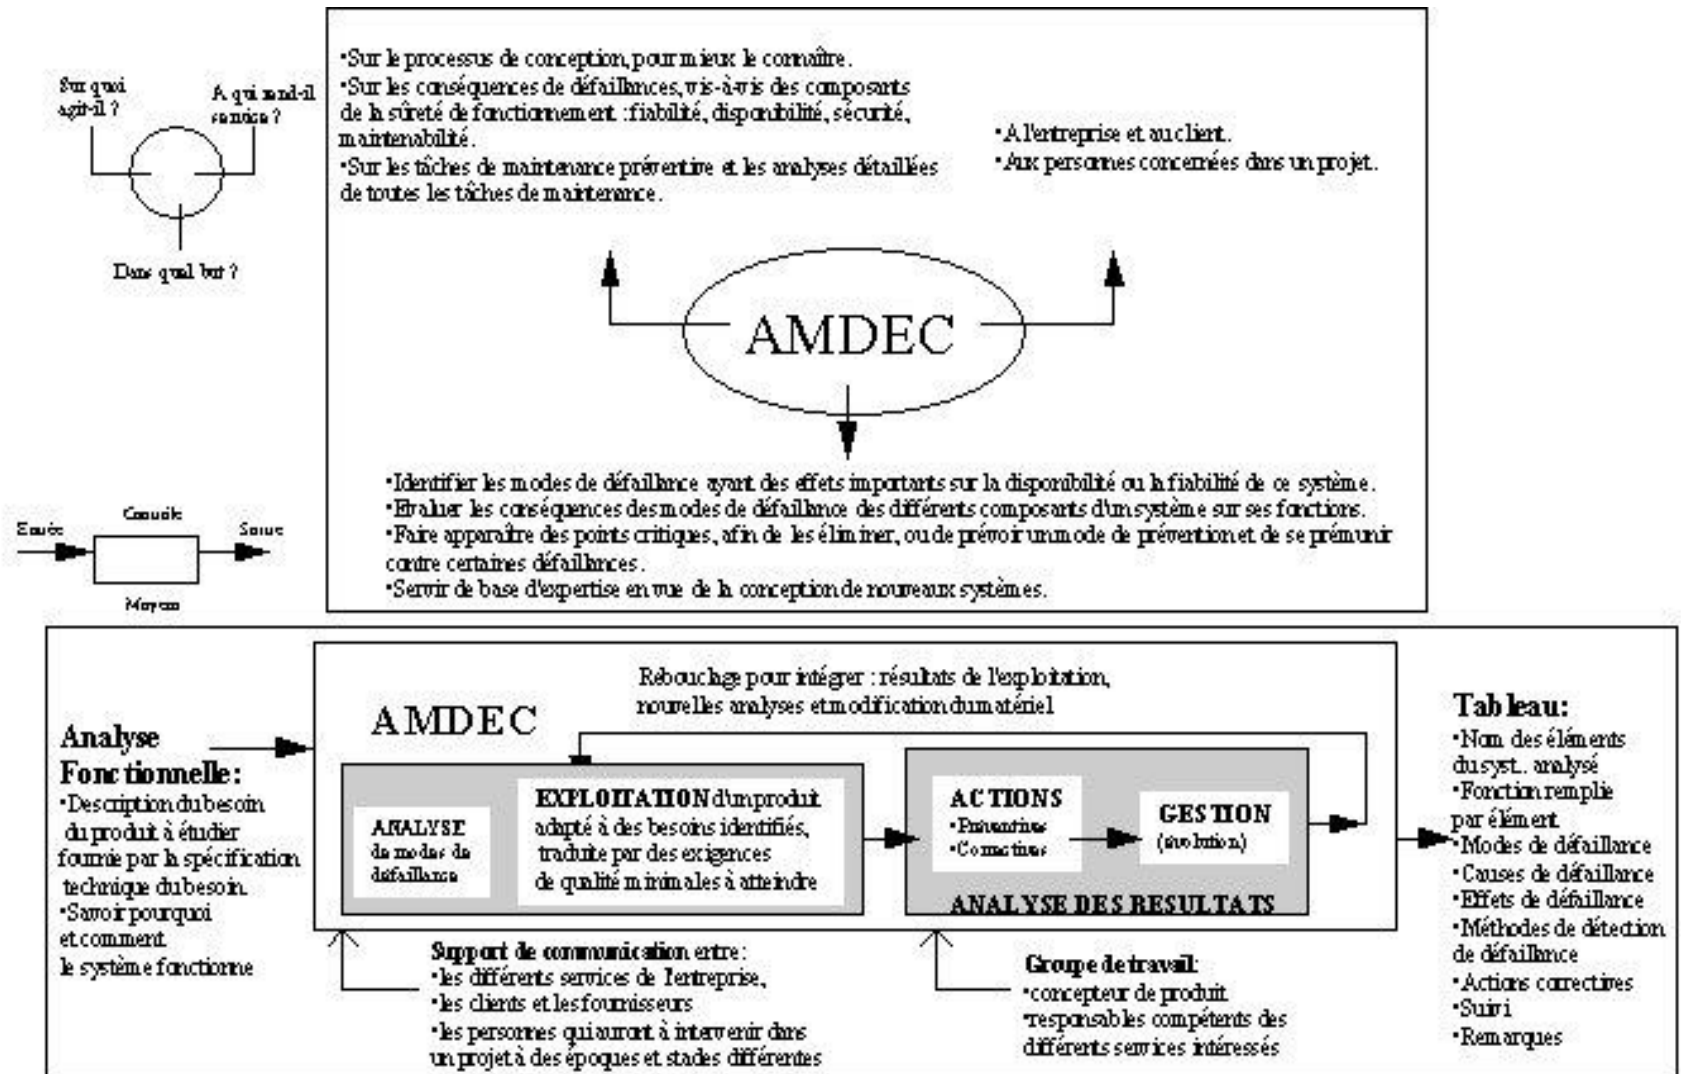 Sur quoi
agit-il ?
A qui rend-il
service ?
Dans quel but ?
•Sur le processus de conception, pour mieux le connaître.
•Sur les conséquences de défaillances, vis-à-vis des composants
de la sûreté de fonctionnement : fiabilité, disponibilité, sécurité,
maintenabilité.
•Sur les tâches de maintenance préventive et les analyses détaillées
de toutes les tâches de maintenance.
•A l'entreprise et au client.
•Aux personnes concernées dans un projet.
AMDEC
•Identifier les modes de défaillance ayant des effets importants sur la disponibilité ou la fiabilité de ce système.
•Evaluer les conséquences des modes de défaillance des différents composants d'un système sur ses fonctions.
•Faire apparaître des points critiques, afin de les éliminer, ou de prévoir un mode de prévention et de se prémunir
contre certaines défaillances.
•Servir de base d'expertise en vue de la conception de nouveaux systèmes.
Entrée
Contrôle
Sortie
Moyens
Analyse
Fonctionnelle:
•Description du besoin
du produit à étudier
fournie par la spécification
technique du besoin.
•Savoir pourquoi
et comment
le système fonctionne
AMDEC
Rebouclage pour intégrer : résultats de l'exploitation,
nouvelles analyses et modification du matériel
ANALYSE
de modes de
défaillance
EXPLOITATION d'un produit
adapté à des besoins identifiés,
traduite par des exigences
de qualité minimales à atteindre
ACTIONS
•Préventives
•Correctives
GESTION
(évolution)
ANALYSE DES RESULTATS
Support de communication entre:
•les différents services de l'entreprise,
•les clients et les fournisseurs
•les personnes qui auront à intervenir dans
un projet à des époques et stades différentes
Groupe de travail:
•concepteur de produit
•responsables compétents des
différents services intéressés
Tableau:
•Nom des éléments
du syst.. analysé
•Fonction remplie
par élément
•Modes de défaillance
•Causes de défaillance
•Effets de défaillance
•Méthodes de détection
de défaillance
•Actions correctives
•Suivi
•Remarques